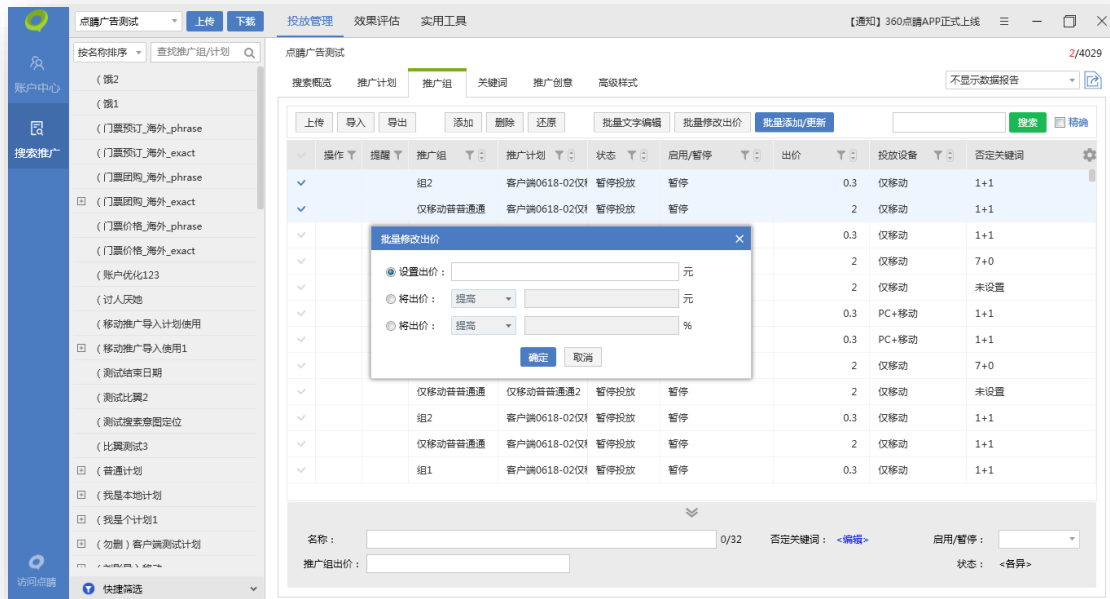 点睛广告测试 上传 下载 投放管理 效果评估 实用工具 【通知】360点睛APP正式上线
按名称排序 查找推广组/计划 点睛广告测试 2/4029
账户中心
搜索推广
访问点睛
(饿2
(饿1
(门票预订_海外_phrase
(门票预订_海外_exact
(门票团购_海外_phrase
(门票团购_海外_exact
(门票价格_海外_phrase
(门票价格_海外_exact
(账户优化123
(讨人厌她
(移动推广导入计划使用
(移动推广导入使用1
(测试结束日期
(测试比翼2
(测试搜索意图定位
(比翼测试3
(普通计划
(我是本地计划
(我是个计划1
(勿删)客户端测试计划
快捷筛选
搜索概览 推广计划 推广组 关键词 推广创意 高级样式 不显示数据报告
上传 导入 导出 添加 删除 还原 批量文字编辑 批量修改出价 批量添加/更新 搜索 精确
操作 提醒 推广组 推广计划 状态 启用/暂停 出价 投放设备 否定关键词
组2 客户端0618-02仅移 暂停投放 暂停 0.3 仅移动 1+1
仅移动普普通通 客户端0618-02仅移 暂停投放 暂停 2 仅移动 1+1
0.3 仅移动 1+1
2 仅移动 7+0
2 仅移动 未设置
0.3 PC+移动 1+1
0.3 PC+移动 1+1
2 仅移动 7+0
批量修改出价
设置出价: 元
将出价: 提高 元
将出价: 提高 %
确定 取消
仅移动普普通通 仅移动普普通通2 暂停投放 暂停 2 仅移动 未设置
组2 客户端0618-02仅移 暂停投放 暂停 0.3 仅移动 1+1
仅移动普普通通 客户端0618-02仅移 暂停投放 暂停 2 仅移动 1+1
组1 客户端0618-02仅移 暂停投放 暂停 0.3 仅移动 1+1
名称: 0/32 否定关键词: <编辑> 启用/暂停:
推广组出价: 状态: <各异>